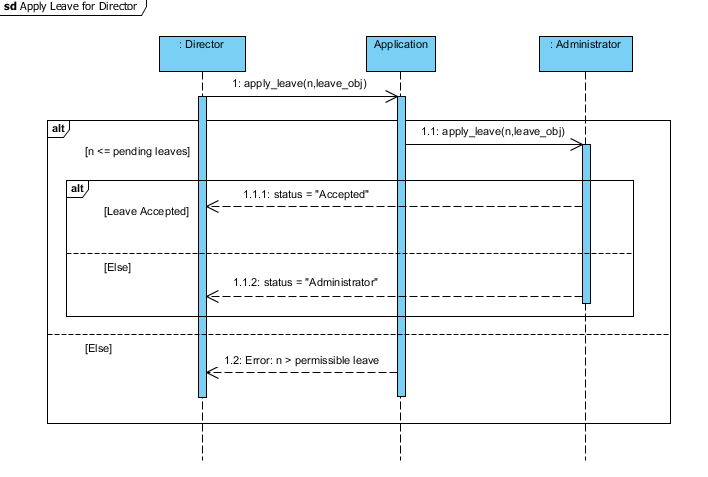 sd Apply Leave for Director
: Director
Application
: Administrator
1: apply_leave(n,leave_obj)
alt
1.1: apply_leave(n,leave_obj)
[n <= pending leaves]
alt
1.1.1: status = "Accepted"
[Leave Accepted]
[Else]
1.1.2: status = "Administrator"
[Else]
1.2: Error: n > permissible leave